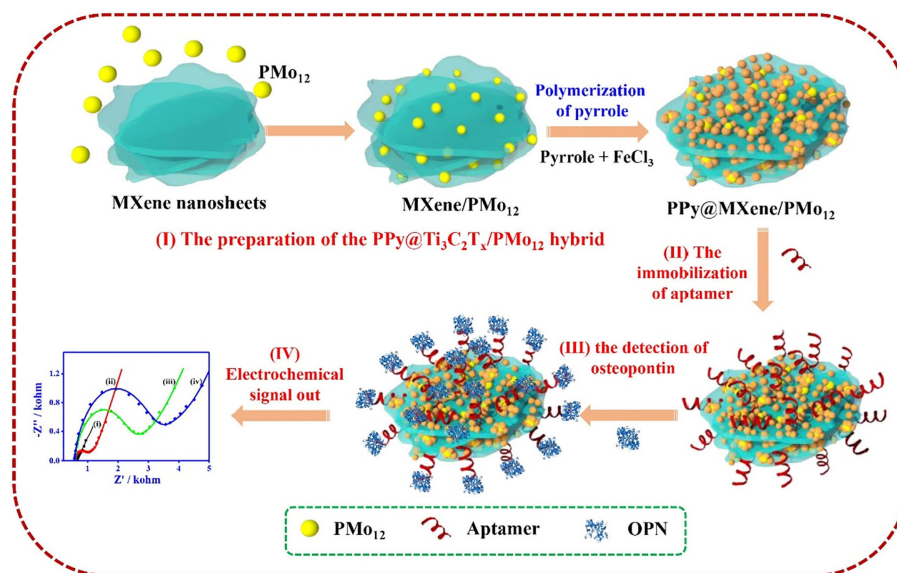 PMo₁₂
Polymerization
of pyrrole
Pyrrole + FeCl₃
MXene nanosheets
MXene/PMo₁₂
PPy@MXene/PMo₁₂
(I) The preparation of the PPy@Ti₃C₂Tₓ/PMo₁₂ hybrid
(II) The
immobilization
of aptamer
(III) the detection of
osteopontin
(IV)
Electrochemical
signal out
-Z'' / kohm
1.2
0.8
0.4
0.0
(i)
(ii)
(iii)
(iv)
1 2 3 4 5
Z' / kohm
PMo₁₂
Aptamer
OPN